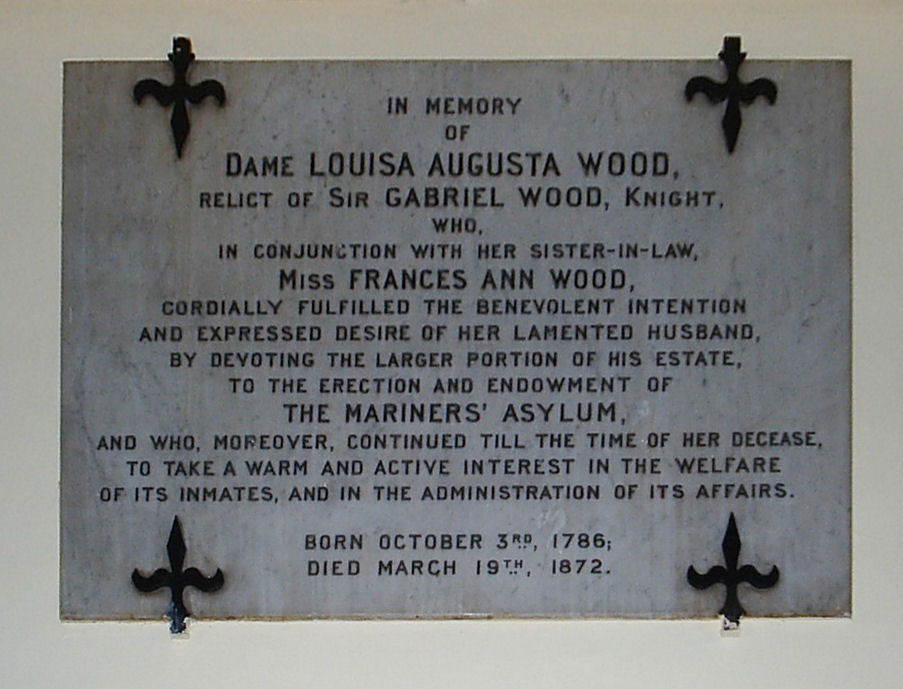 IN MEMORY
OF
DAME LOUISA AUGUSTA WOOD,
RELICT OF SIR GABRIEL WOOD, KNIGHT,
WHO,
IN CONJUNCTION WITH HER SISTER-IN-LAW,
MISS FRANCES ANN WOOD,
CORDIALLY FULFILLED THE BENEVOLENT INTENTION
AND EXPRESSED DESIRE OF HER LAMENTED HUSBAND,
BY DEVOTING THE LARGER PORTION OF HIS ESTATE,
TO THE ERECTION AND ENDOWMENT OF
THE MARINERS' ASYLUM,
AND WHO, MOREOVER, CONTINUED TILL THE TIME OF HER DECEASE,
TO TAKE A WARM AND ACTIVE INTEREST IN THE WELFARE
OF ITS INMATES, AND IN THE ADMINISTRATION OF ITS AFFAIRS.
BORN OCTOBER 3RD, 1786;
DIED MARCH 19TH, 1872.